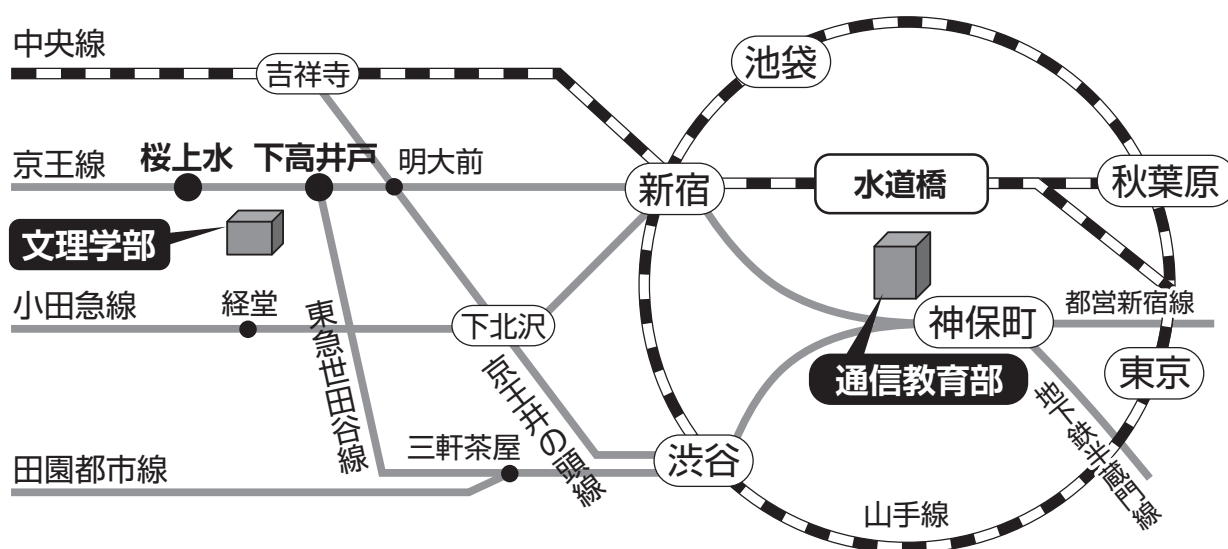 中央線
吉祥寺
池袋
京王線
桜上水
下高井戸
明大前
新宿
水道橋
秋葉原
文理学部
小田急線
経堂
下北沢
神保町
都営新宿線
東急世田谷線
京王井の頭線
通信教育部
東京
地下鉄半蔵門線
田園都市線
三軒茶屋
渋谷
山手線